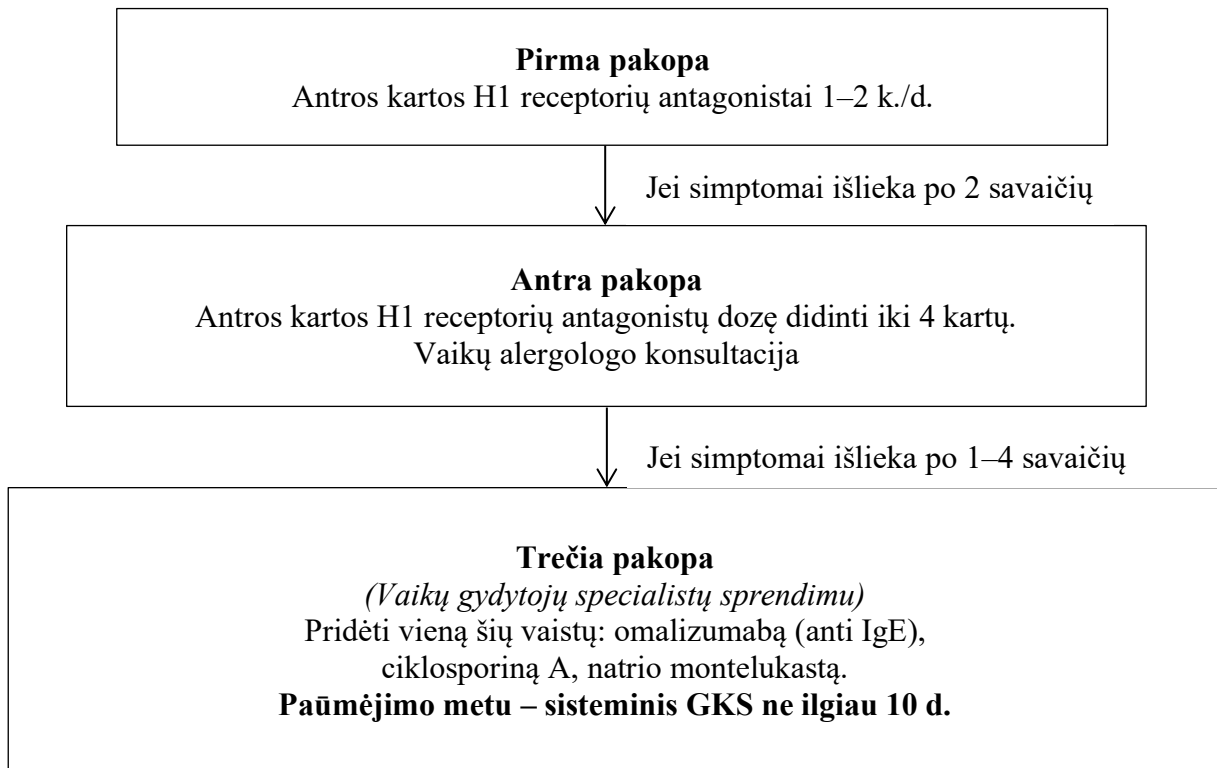 Pirma pakopa
Antros kartos H1 receptorių antagonistai 1–2 k./d.
Jei simptomai išlieka po 2 savaičių
Antra pakopa
Antros kartos H1 receptorių antagonistų dozę didinti iki 4 kartų.
Vaikų alergologo konsultacija
Jei simptomai išlieka po 1–4 savaičių
Trečia pakopa
(Vaikų gydytojų specialistų sprendimu)
Pridėti vieną šių vaistų: omalizumabą (anti IgE),
ciklosporiną A, natrio montelukastą.
Paūmėjimo metu – sisteminis GKS ne ilgiau 10 d.